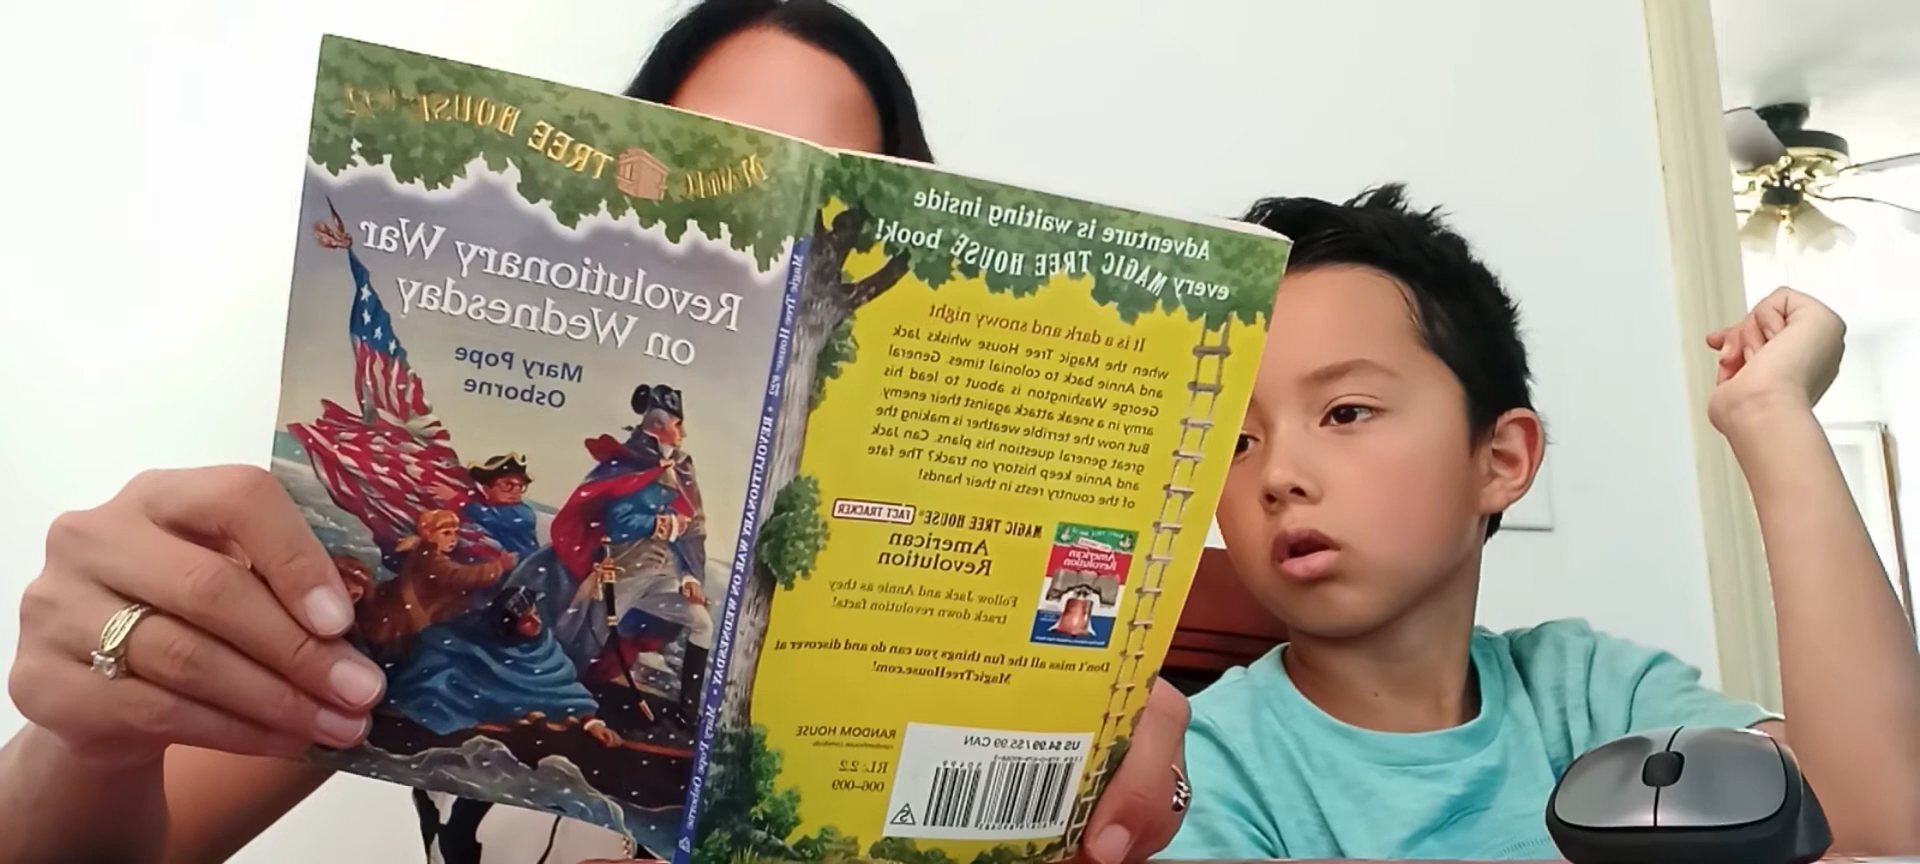 MAGIC TREE HOUSE #22
Revolutionary War
on Wednesday
Mary Pope
Osborne
Magic Tree House #22 • REVOLUTIONARY WAR ON WEDNESDAY • Mary Pope Osborne
Adventure is waiting inside
every MAGIC TREE HOUSE book!
It is a dark and snowy night
when the Magic Tree House whisks Jack
and Annie back to colonial times. General
George Washington is about to lead his
army in a sneak attack against their enemy.
But now the terrible weather is making the
great general question his plans. Can Jack
and Annie keep history on track? The fate
of the country rests in their hands!
MAGIC TREE HOUSE® FACT TRACKER
American
Revolution
Follow Jack and Annie as they
track down revolution facts!
American
Revolution
Don't miss all the fun things you can do and discover at
MagicTreeHouse.com!
RANDOM HOUSE
RL: 2.2
006–009
US $4.99 / $5.99 CAN
50499
S